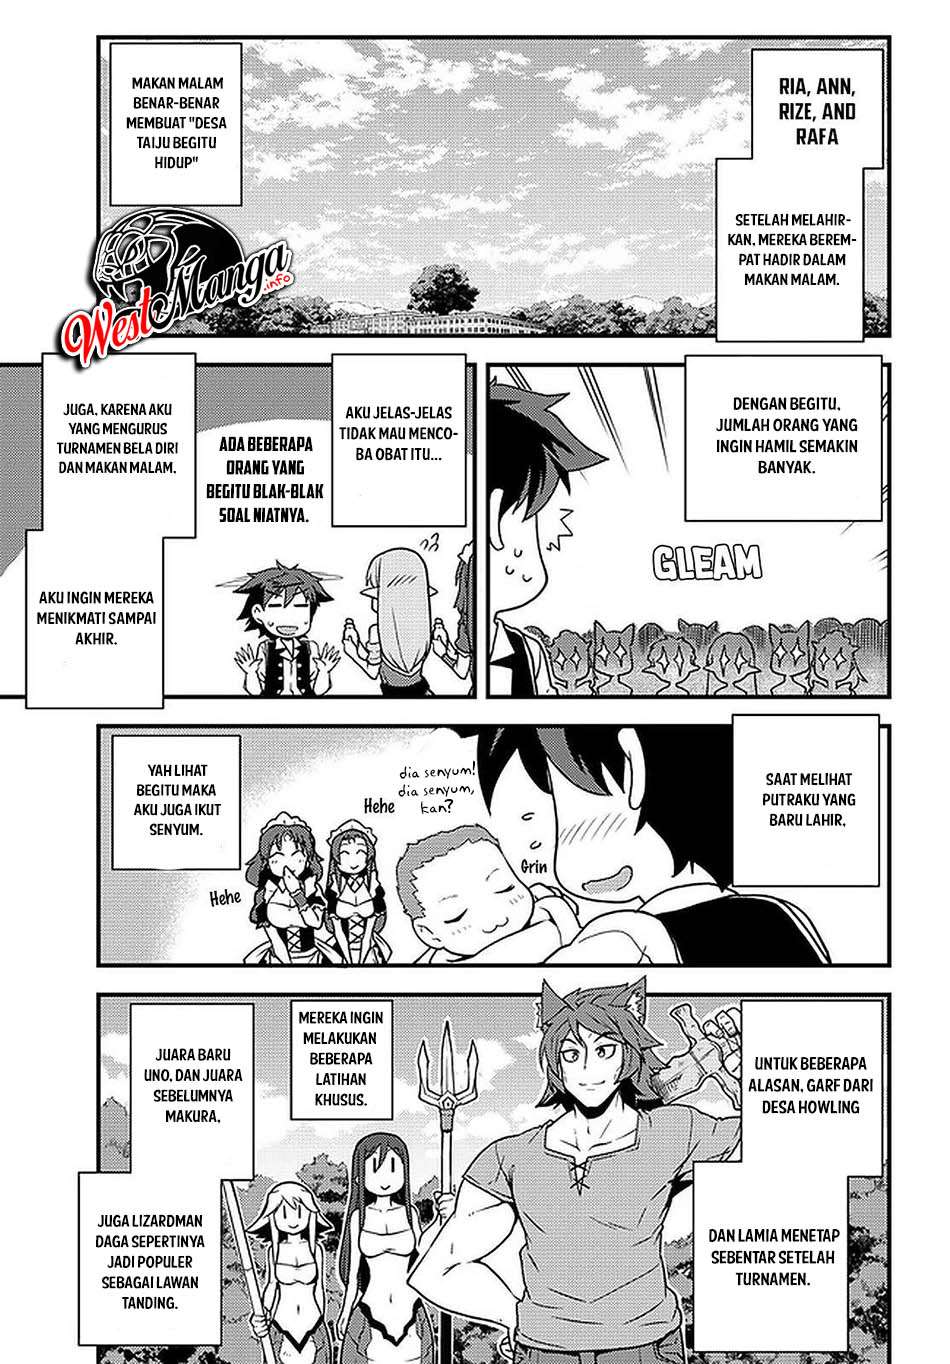 RIA, ANN,
RIZE, AND
RAFA
SETELAH MELAHIR-
KAN, MEREKA BEREM-
PAT HADIR DALAM
MAKAN MALAM.
MAKAN MALAM
BENAR-BENAR
MEMBUAT "DESA
TAIJU BEGITU
HIDUP"
WestManga.info
DENGAN BEGITU,
JUMLAH ORANG YANG
INGIN HAMIL SEMAKIN
BANYAK.
GLEAM
AKU JELAS-JELAS
TIDAK MAU MENCO-
BA OBAT ITU...
ADA BEBERAPA
ORANG YANG
BEGITU BLAK-BLAK
SOAL NIATNYA.
JUGA, KARENA AKU
YANG MENGURUS
TURNAMEN BELA DIRI
DAN MAKAN MALAM,
AKU INGIN MEREKA
MENIKMATI SAMPAI
AKHIR.
SAAT MELIHAT
PUTRAKU YANG
BARU LAHIR,
dia senyum!
dia senyum,
kan?
Grin
Hehe
Hehe
YAH LIHAT
BEGITU MAKA
AKU JUGA IKUT
SENYUM.
UNTUK BEBERAPA
ALASAN, GARF DARI
DESA HOWLING
DAN LAMIA MENETAP
SEBENTAR SETELAH
TURNAMEN.
MEREKA INGIN
MELAKUKAN
BEBERAPA
LATIHAN
KHUSUS.
JUARA BARU
UNO, DAN JUARA
SEBELUMNYA
MAKURA,
JUGA LIZARDMAN
DAGA SEPERTINYA
JADI POPULER
SEBAGAI LAWAN
TANDING.